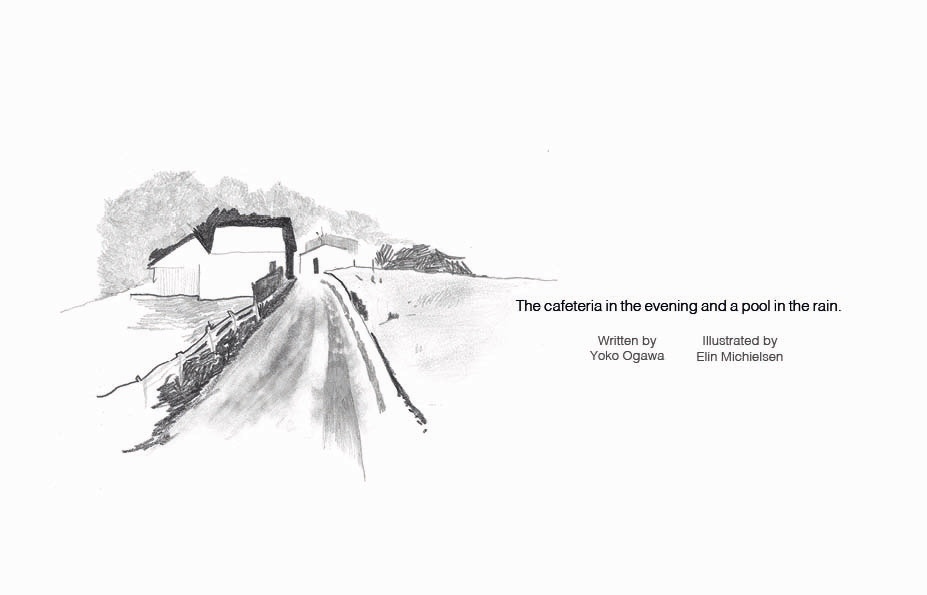 The cafeteria in the evening and a pool in the rain.
Written by
Yoko Ogawa
Illustrated by
Elin Michielsen